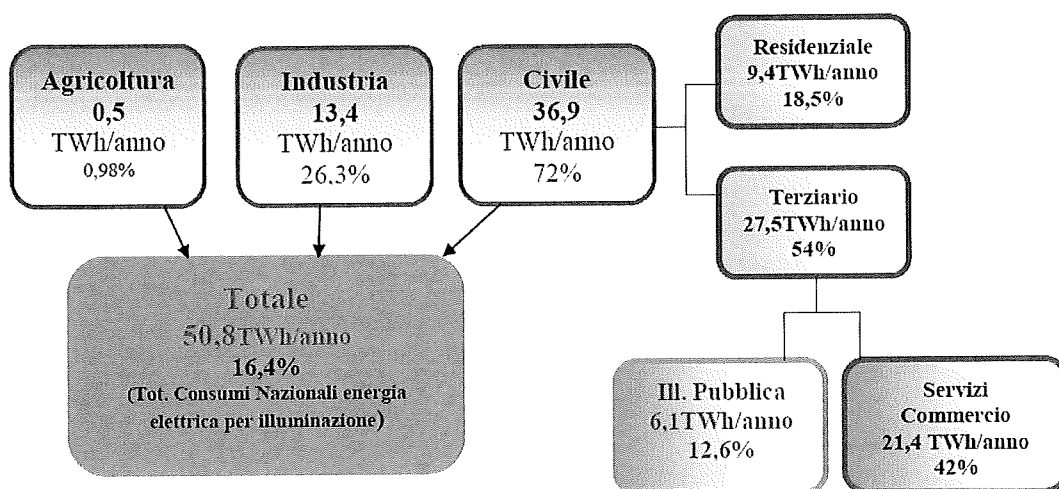 Agricoltura
0,5
TWh/anno
0,98%
Industria
13,4
TWh/anno
26,3%
Civile
36,9
TWh/anno
72%
Residenziale
9,4TWh/anno
18,5%
Terziario
27,5TWh/anno
54%
Totale
50,8TWh/anno
16,4%
(Tot. Consumi Nazionali energia
elettrica per illuminazione)
Ill. Pubblica
6,1TWh/anno
12,6%
Servizi
Commercio
21,4 TWh/anno
42%